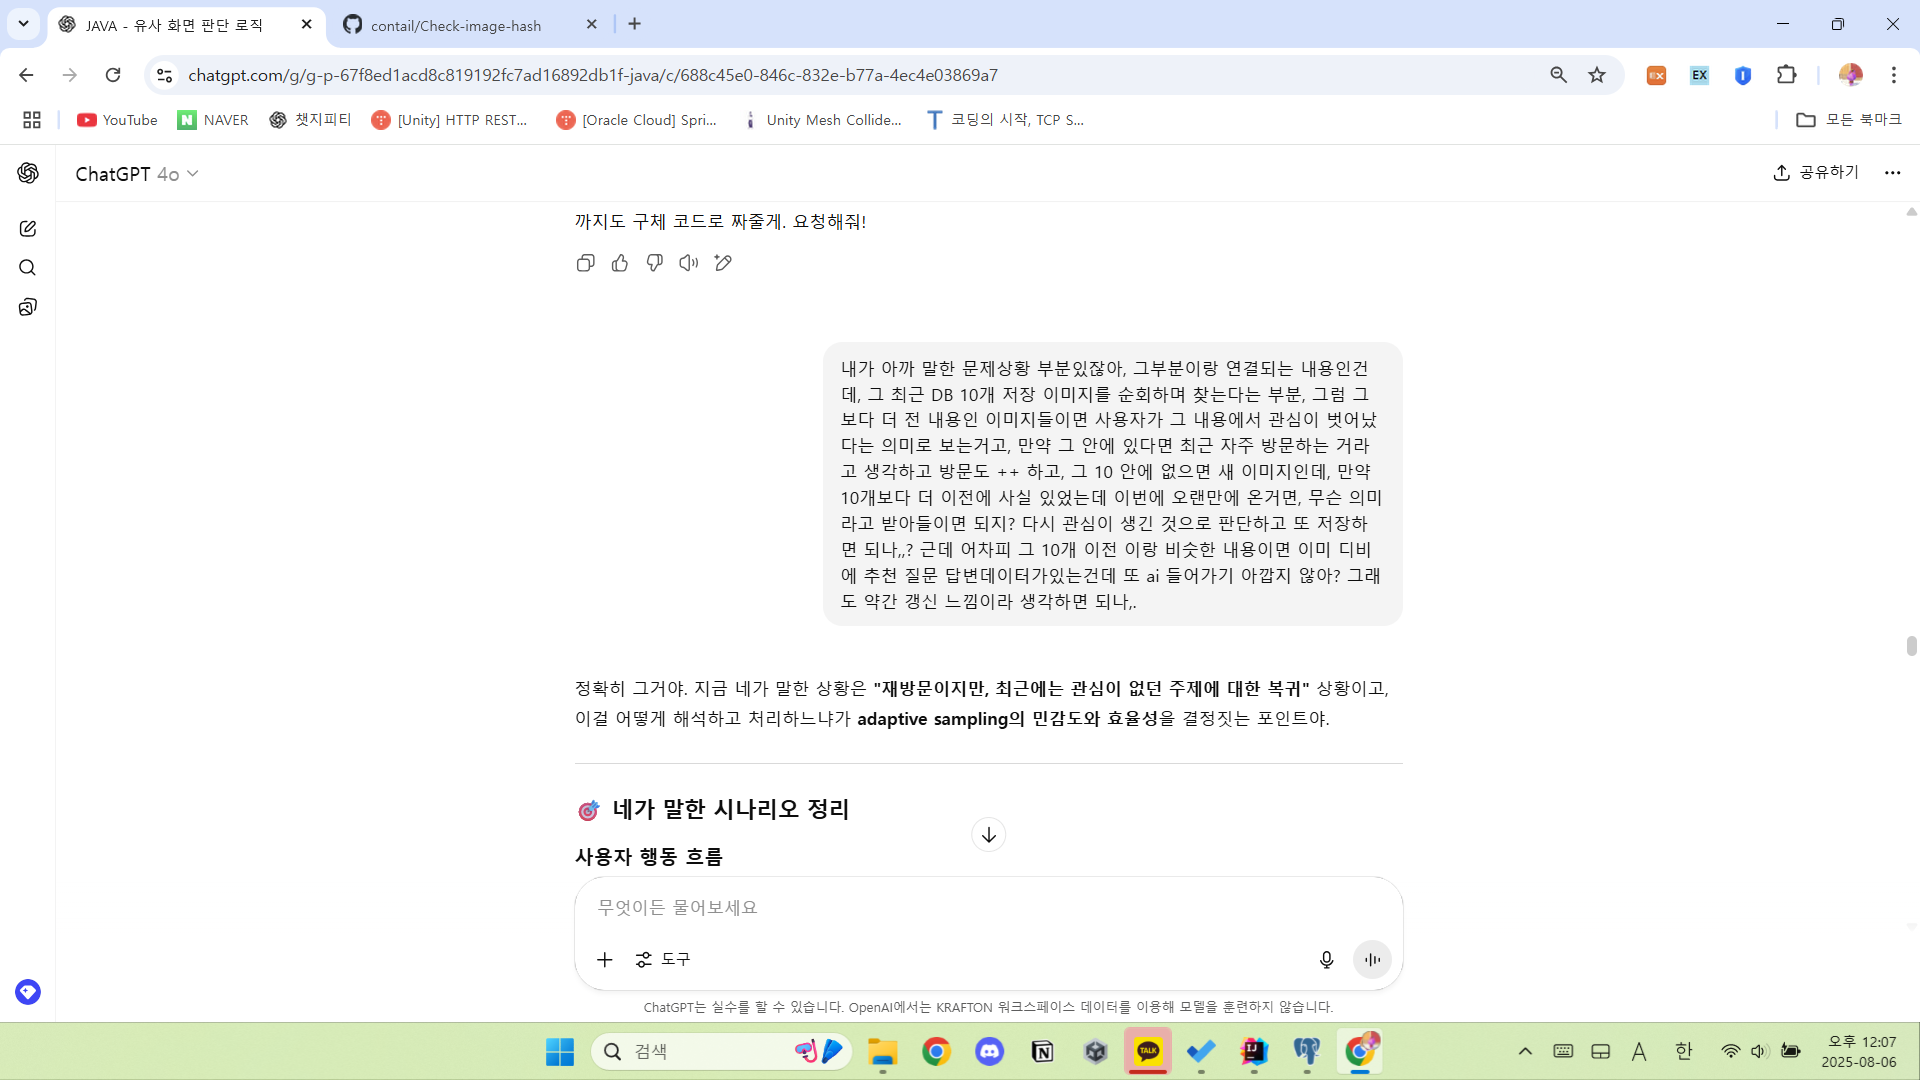 JAVA - 유사 화면 판단 로직
contail/Check-image-hash
chatgpt.com/g/g-p-67f8ed1acd8c819192fc7ad16892db1f-java/c/688c45e0-846c-832e-b77a-4ec4e03869a7
EX
YouTube
NAVER
챗지피티
[Unity] HTTP REST...
[Oracle Cloud] Spri...
Unity Mesh Collide...
코딩의 시작, TCP S...
모든 북마크
ChatGPT 4o
공유하기
까지도 구체 코드로 짜줄게. 요청해줘!
내가 아까 말한 문제상황 부분있잖아, 그부분이랑 연결되는 내용인건
데, 그 최근 DB 10개 저장 이미지를 순회하며 찾는다는 부분, 그럼 그
보다 더 전 내용인 이미지들이면 사용자가 그 내용에서 관심이 벗어났
다는 의미로 보는거고, 만약 그 안에 있다면 최근 자주 방문하는 거라
고 생각하고 방문도 ++ 하고, 그 10 안에 없으면 새 이미지인데, 만약
10개보다 더 이전에 사실 있었는데 이번에 오랜만에 온거면, 무슨 의미
라고 받아들이면 되지? 다시 관심이 생긴 것으로 판단하고 또 저장하
면 되나,,? 근데 어차피 그 10개 이전 이랑 비슷한 내용이면 이미 디비
에 추천 질문 답변데이터가있는건데 또 ai 들어가기 아깝지 않아? 그래
도 약간 갱신 느낌이라 생각하면 되나,.
정확히 그거야. 지금 네가 말한 상황은 "재방문이지만, 최근에는 관심이 없던 주제에 대한 복귀" 상황이고,
이걸 어떻게 해석하고 처리하느냐가 adaptive sampling의 민감도와 효율성을 결정짓는 포인트야.
네가 말한 시나리오 정리
사용자 행동 흐름
무엇이든 물어보세요
도구
ChatGPT는 실수를 할 수 있습니다. OpenAI에서는 KRAFTON 워크스페이스 데이터를 이용해 모델을 훈련하지 않습니다.
검색
TALK
A
한
오후 12:07
2025-08-06